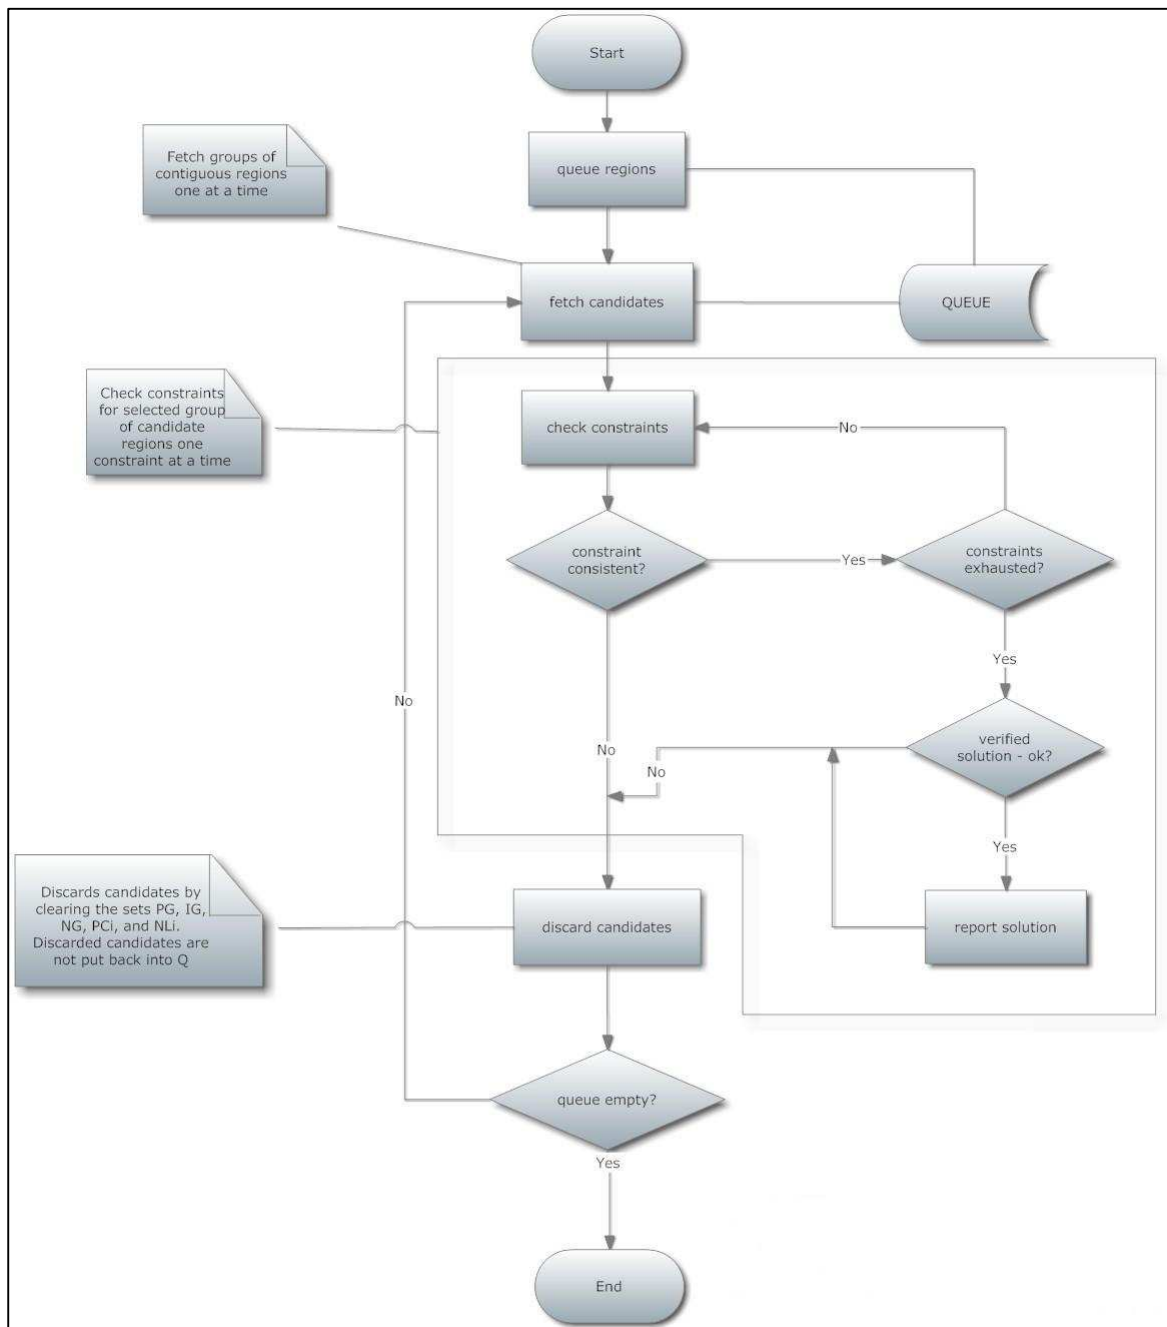 Start
Fetch groups of
contiguous regions
one at a time
queue regions
fetch candidates
QUEUE
Check constraints
for selected group
of candidate
regions one
constraint at a time
check constraints
No
constraint
consistent?
Yes
constraints
exhausted?
Yes
No
verified
solution - ok?
No
No
Yes
Discards candidates by
clearing the sets PG, IG,
NG, PCi, and NLi.
Discarded candidates are
not put back into Q
discard candidates
report solution
queue empty?
Yes
End